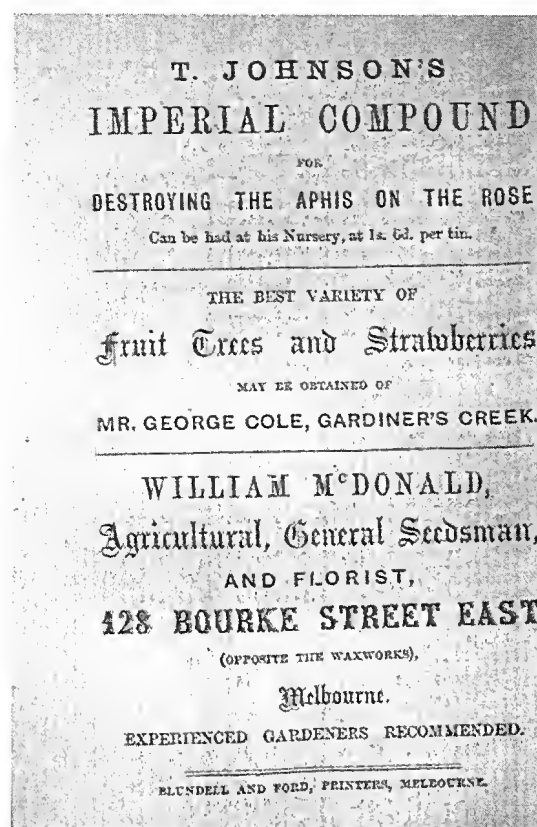 T. JOHNSON'S
IMPERIAL COMPOUND
FOR
DESTROYING THE APHIS ON THE ROSE
Can be had at his Nursery, at 1s. 6d. per tin.
THE BEST VARIETY OF
Fruit Trees and Strawberries
MAY BE OBTAINED OF
MR. GEORGE COLE, GARDINER'S CREEK.
WILLIAM McDONALD,
Agricultural, General Seedsman,
AND FLORIST,
128 BOURKE STREET EAST
(OPPOSITE THE WAXWORKS),
Melbourne.
EXPERIENCED GARDENERS RECOMMENDED.
BLUNDELL AND FORD, PRINTERS, MELBOURNE.